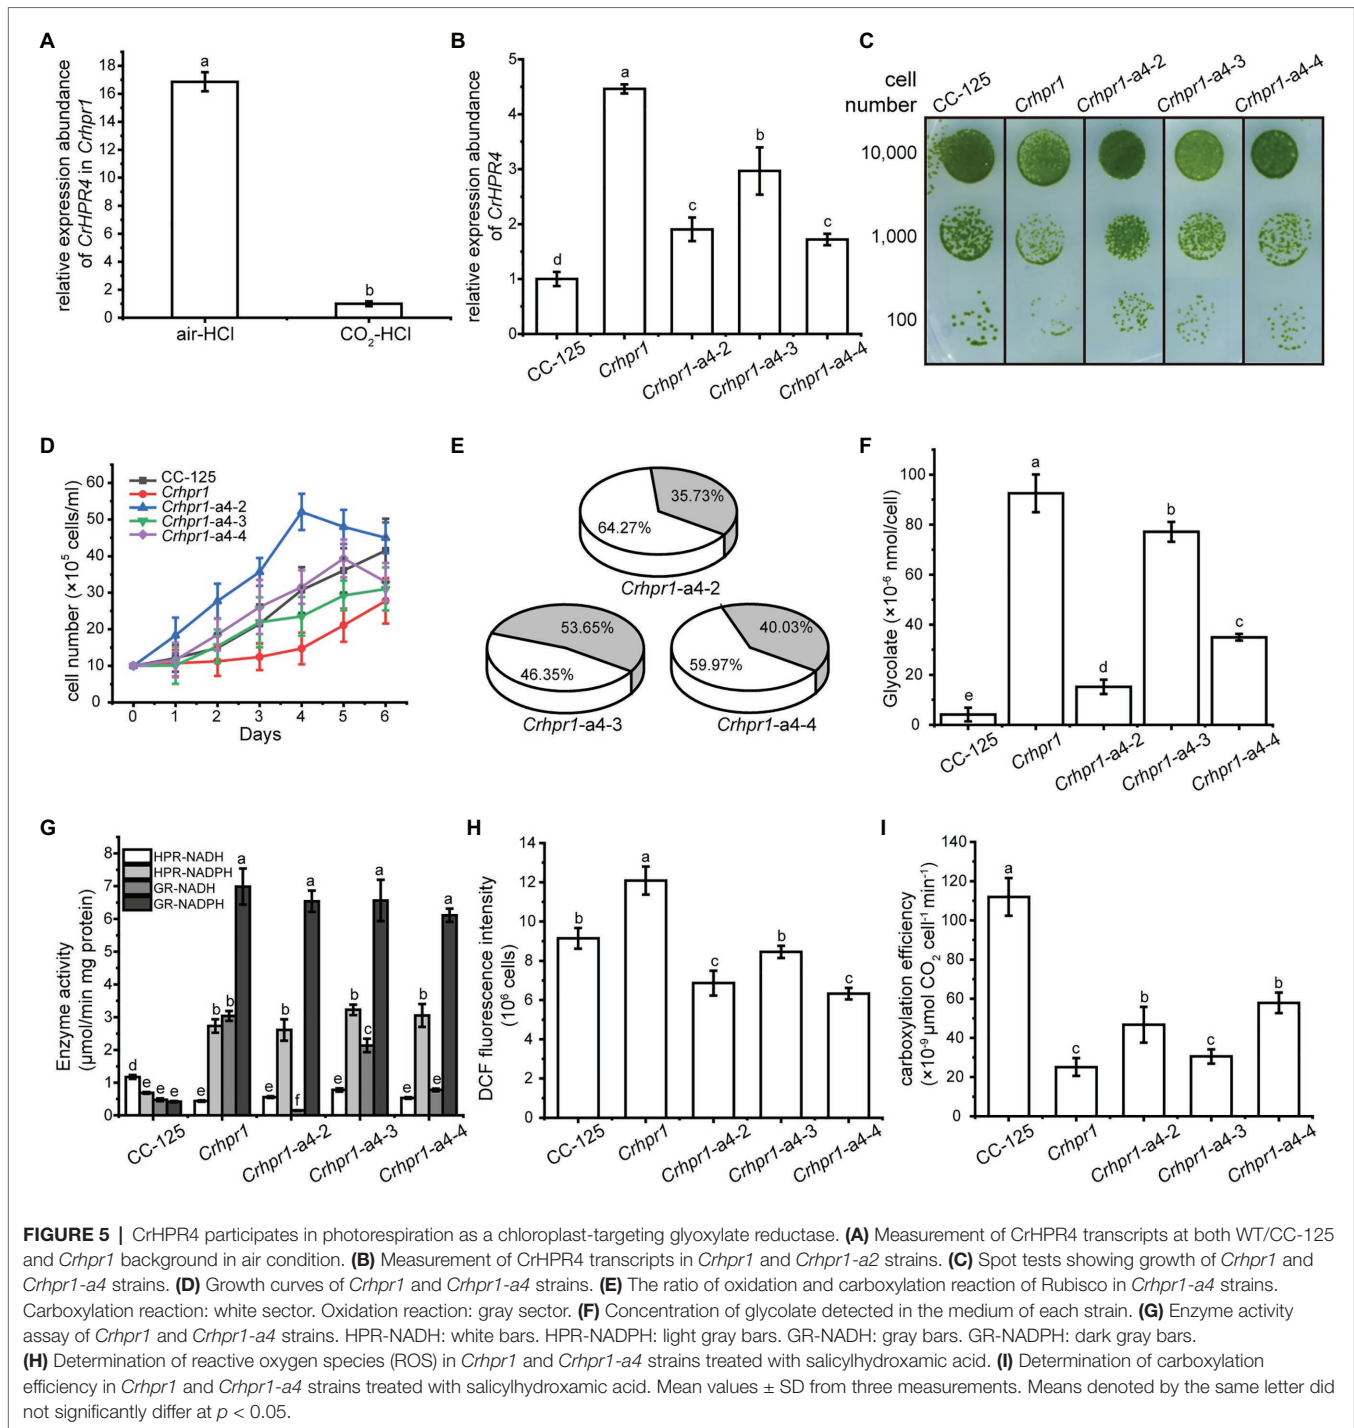 A
relative expression abundance
of CrHPR4 in Crhpr1
18
16
14
12
10
8
6
4
2
0
a
b
air-HCl
CO₂-HCl
B
relative expression abundance
of CrHPR4
5
4
3
2
1
0
d
a
c
b
c
CC-125
Crhpr1
Crhpr1-a4-2
Crhpr1-a4-3
Crhpr1-a4-4
C
cell
number
CC-125
Crhpr1
Crhpr1-a4-2
Crhpr1-a4-3
Crhpr1-a4-4
10,000
1,000
100
D
cell number (×10⁵ cells/ml)
60
50
40
30
20
10
0
CC-125
Crhpr1
Crhpr1-a4-2
Crhpr1-a4-3
Crhpr1-a4-4
0 1 2 3 4 5 6
Days
E
35.73%
64.27%
Crhpr1-a4-2
53.65%
46.35%
Crhpr1-a4-3
40.03%
59.97%
Crhpr1-a4-4
F
Glycolate (×10⁻⁶ nmol/cell)
100
80
60
40
20
0
e
a
d
b
c
CC-125
Crhpr1
Crhpr1-a4-2
Crhpr1-a4-3
Crhpr1-a4-4
G
Enzyme activity
(µmol/min mg protein)
8
7
6
5
4
3
2
1
0
HPR-NADH
HPR-NADPH
GR-NADH
GR-NADPH
d e e e
e b b a
e b f a
e b c a
e b e a
CC-125
Crhpr1
Crhpr1-a4-2
Crhpr1-a4-3
Crhpr1-a4-4
H
DCF fluorescence intensity
(10⁶ cells)
14
12
10
8
6
4
2
0
b
a
c
b
c
CC-125
Crhpr1
Crhpr1-a4-2
Crhpr1-a4-3
Crhpr1-a4-4
I
carboxylation efficiency
(×10⁻⁹ µmol CO₂ cell⁻¹ min⁻¹)
140
120
100
80
60
40
20
0
a
c
b
c
b
CC-125
Crhpr1
Crhpr1-a4-2
Crhpr1-a4-3
Crhpr1-a4-4
FIGURE 5 | CrHPR4 participates in photorespiration as a chloroplast-targeting glyoxylate reductase. (A) Measurement of CrHPR4 transcripts at both WT/CC-125
and Crhpr1 background in air condition. (B) Measurement of CrHPR4 transcripts in Crhpr1 and Crhpr1-a2 strains. (C) Spot tests showing growth of Crhpr1 and
Crhpr1-a4 strains. (D) Growth curves of Crhpr1 and Crhpr1-a4 strains. (E) The ratio of oxidation and carboxylation reaction of Rubisco in Crhpr1-a4 strains.
Carboxylation reaction: white sector. Oxidation reaction: gray sector. (F) Concentration of glycolate detected in the medium of each strain. (G) Enzyme activity
assay of Crhpr1 and Crhpr1-a4 strains. HPR-NADH: white bars. HPR-NADPH: light gray bars. GR-NADH: gray bars. GR-NADPH: dark gray bars.
(H) Determination of reactive oxygen species (ROS) in Crhpr1 and Crhpr1-a4 strains treated with salicylhydroxamic acid. (I) Determination of carboxylation
efficiency in Crhpr1 and Crhpr1-a4 strains treated with salicylhydroxamic acid. Mean values ± SD from three measurements. Means denoted by the same letter did
not significantly differ at p < 0.05.